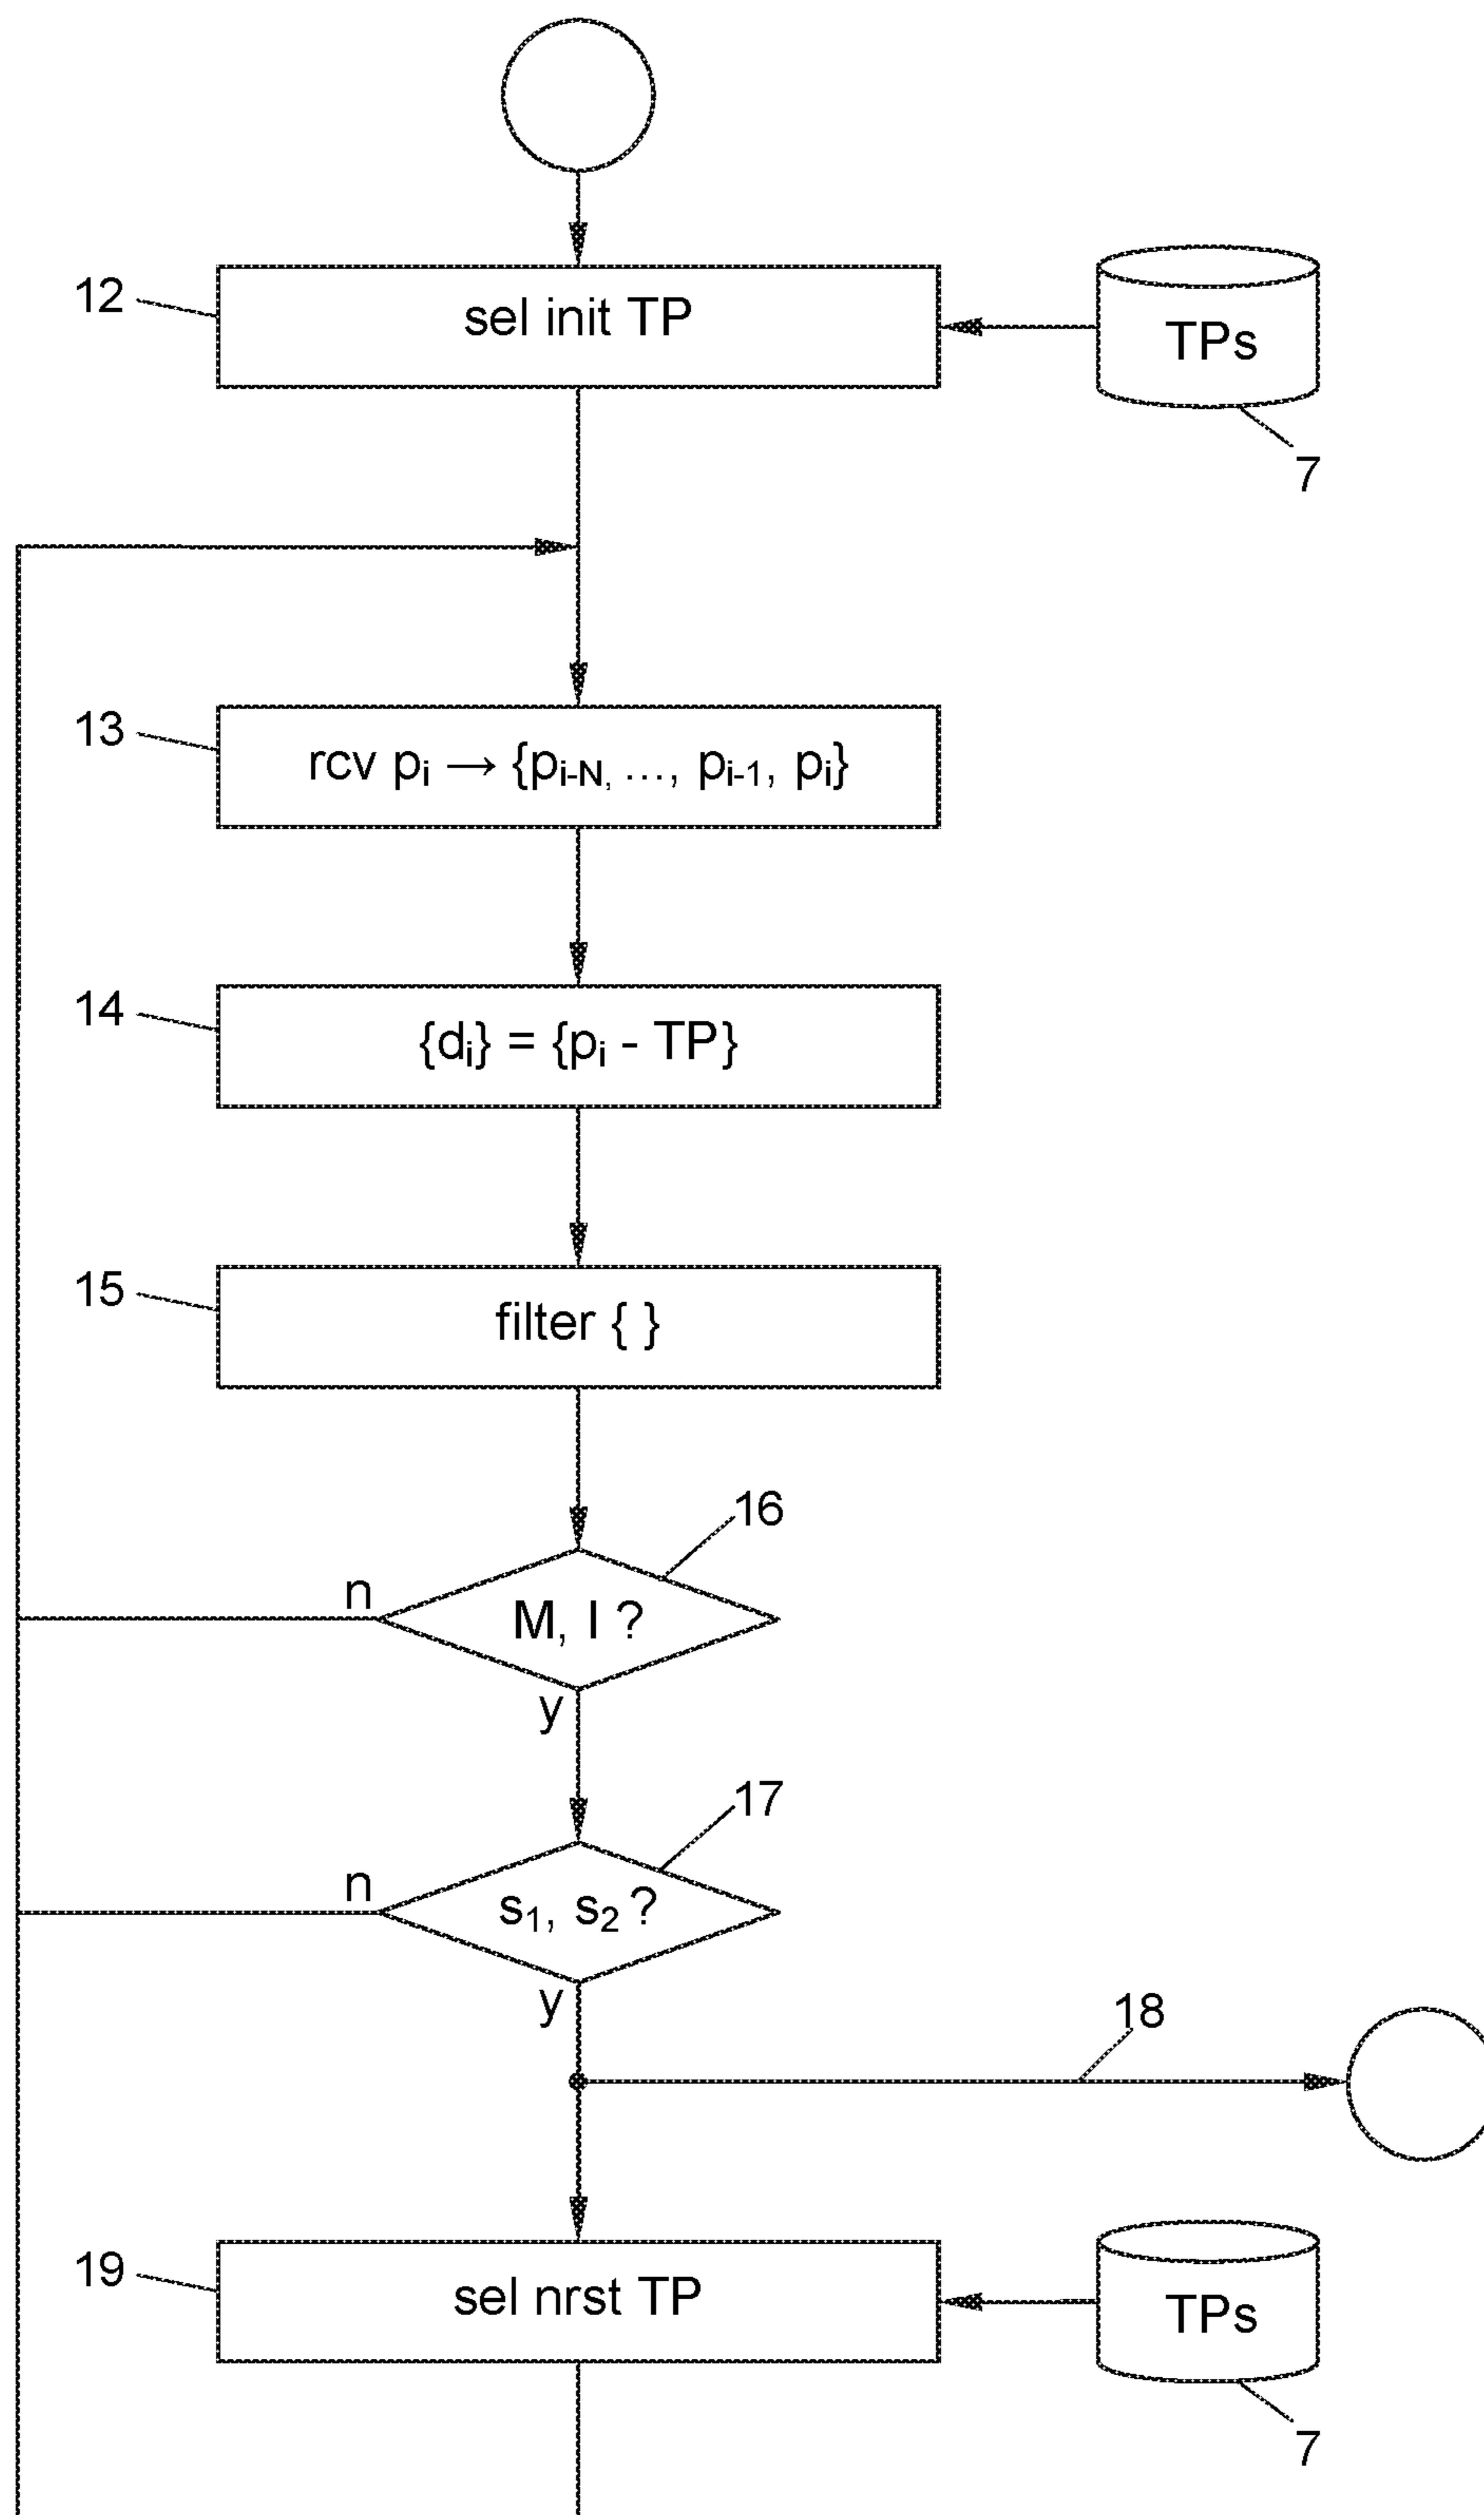 12
sel init TP
TPs
7
13
rcv pᵢ → {pᵢ₋N, ..., pᵢ₋₁, pᵢ}
14
{dᵢ} = {pᵢ - TP}
15
filter { }
16
n
M, I ?
y
17
n
s₁, s₂ ?
y
18
19
sel nrst TP
TPs
7